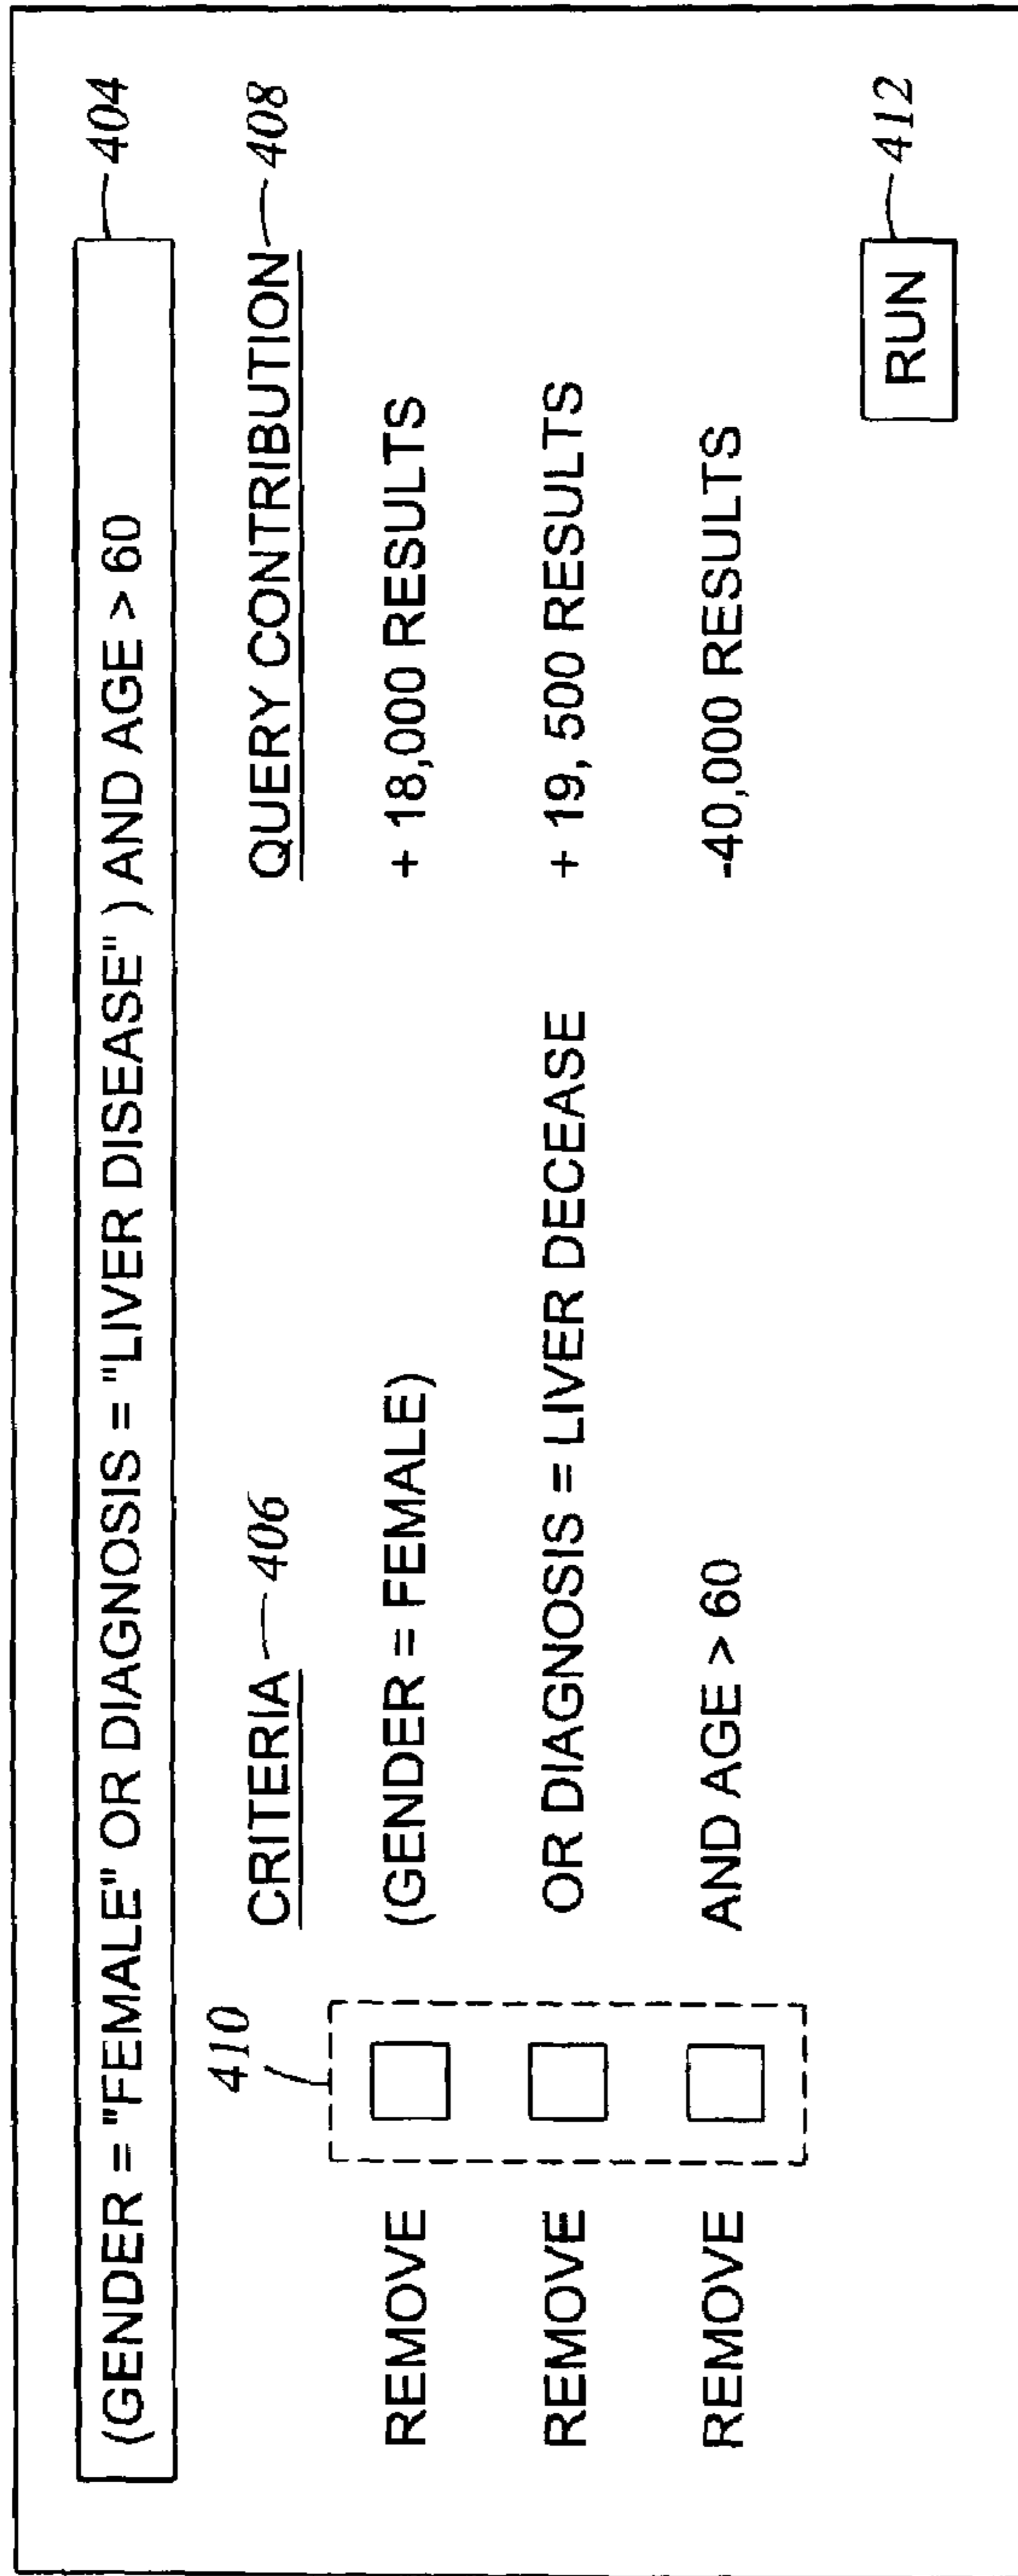 (GENDER = "FEMALE" OR DIAGNOSIS = "LIVER DISEASE" ) AND AGE > 60 404
410 CRITERIA 406 QUERY CONTRIBUTION 408
REMOVE (GENDER = FEMALE) + 18,000 RESULTS
REMOVE OR DIAGNOSIS = LIVER DECEASE + 19, 500 RESULTS
REMOVE AND AGE > 60 -40,000 RESULTS
RUN 412